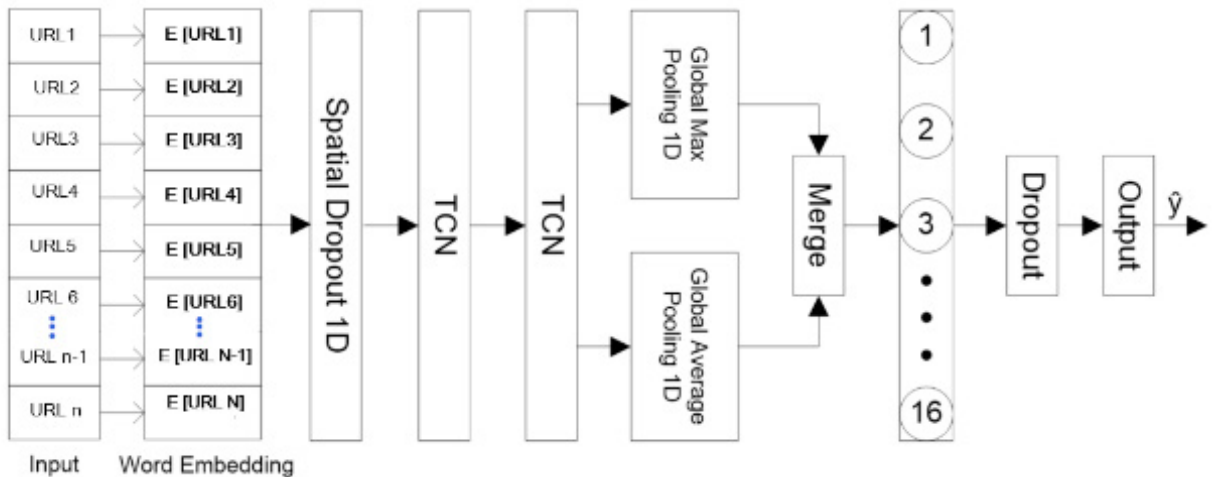 URL1
E [URL1]
URL2
E [URL2]
URL3
E [URL3]
URL4
E [URL4]
URL5
E [URL5]
URL 6
E [URL6]
URL n-1
E [URL N-1]
URL n
E [URL N]
Input
Word Embedding
Spatial Dropout 1D
TCN
TCN
Global Max
Pooling 1D
Global Average
Pooling 1D
Merge
1
2
3
16
Dropout
Output
ŷ